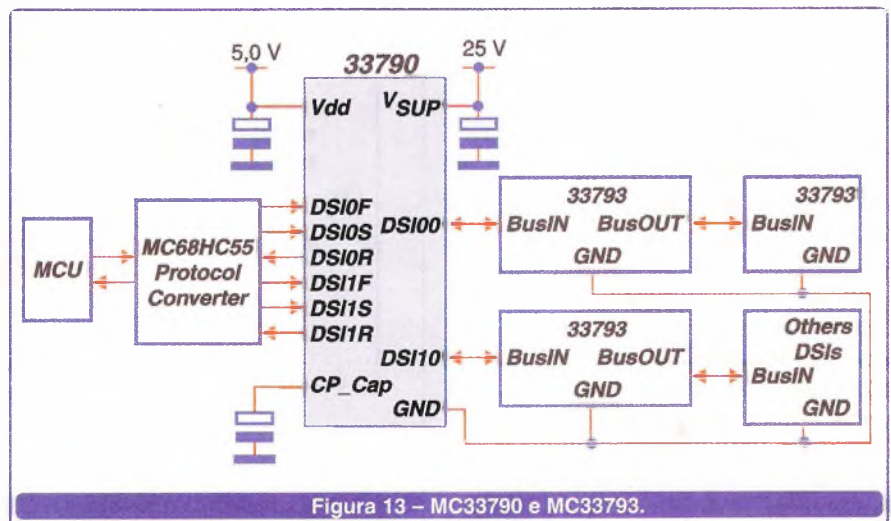 5,0 V
33790
25 V
Vdd
VSUP
DSI0F
DSI0S
DSI0R
DSI1F
DSI1S
DSI1R
CP_Cap
DSI00
DSI10
GND
MCU
MC68HC55
Protocol
Converter
33793
BusIN BusOUT
GND
33793
BusIN
GND
33793
BusIN BusOUT
GND
Others
DSIs
BusIN
GND
Figura 13 – MC33790 e MC33793.